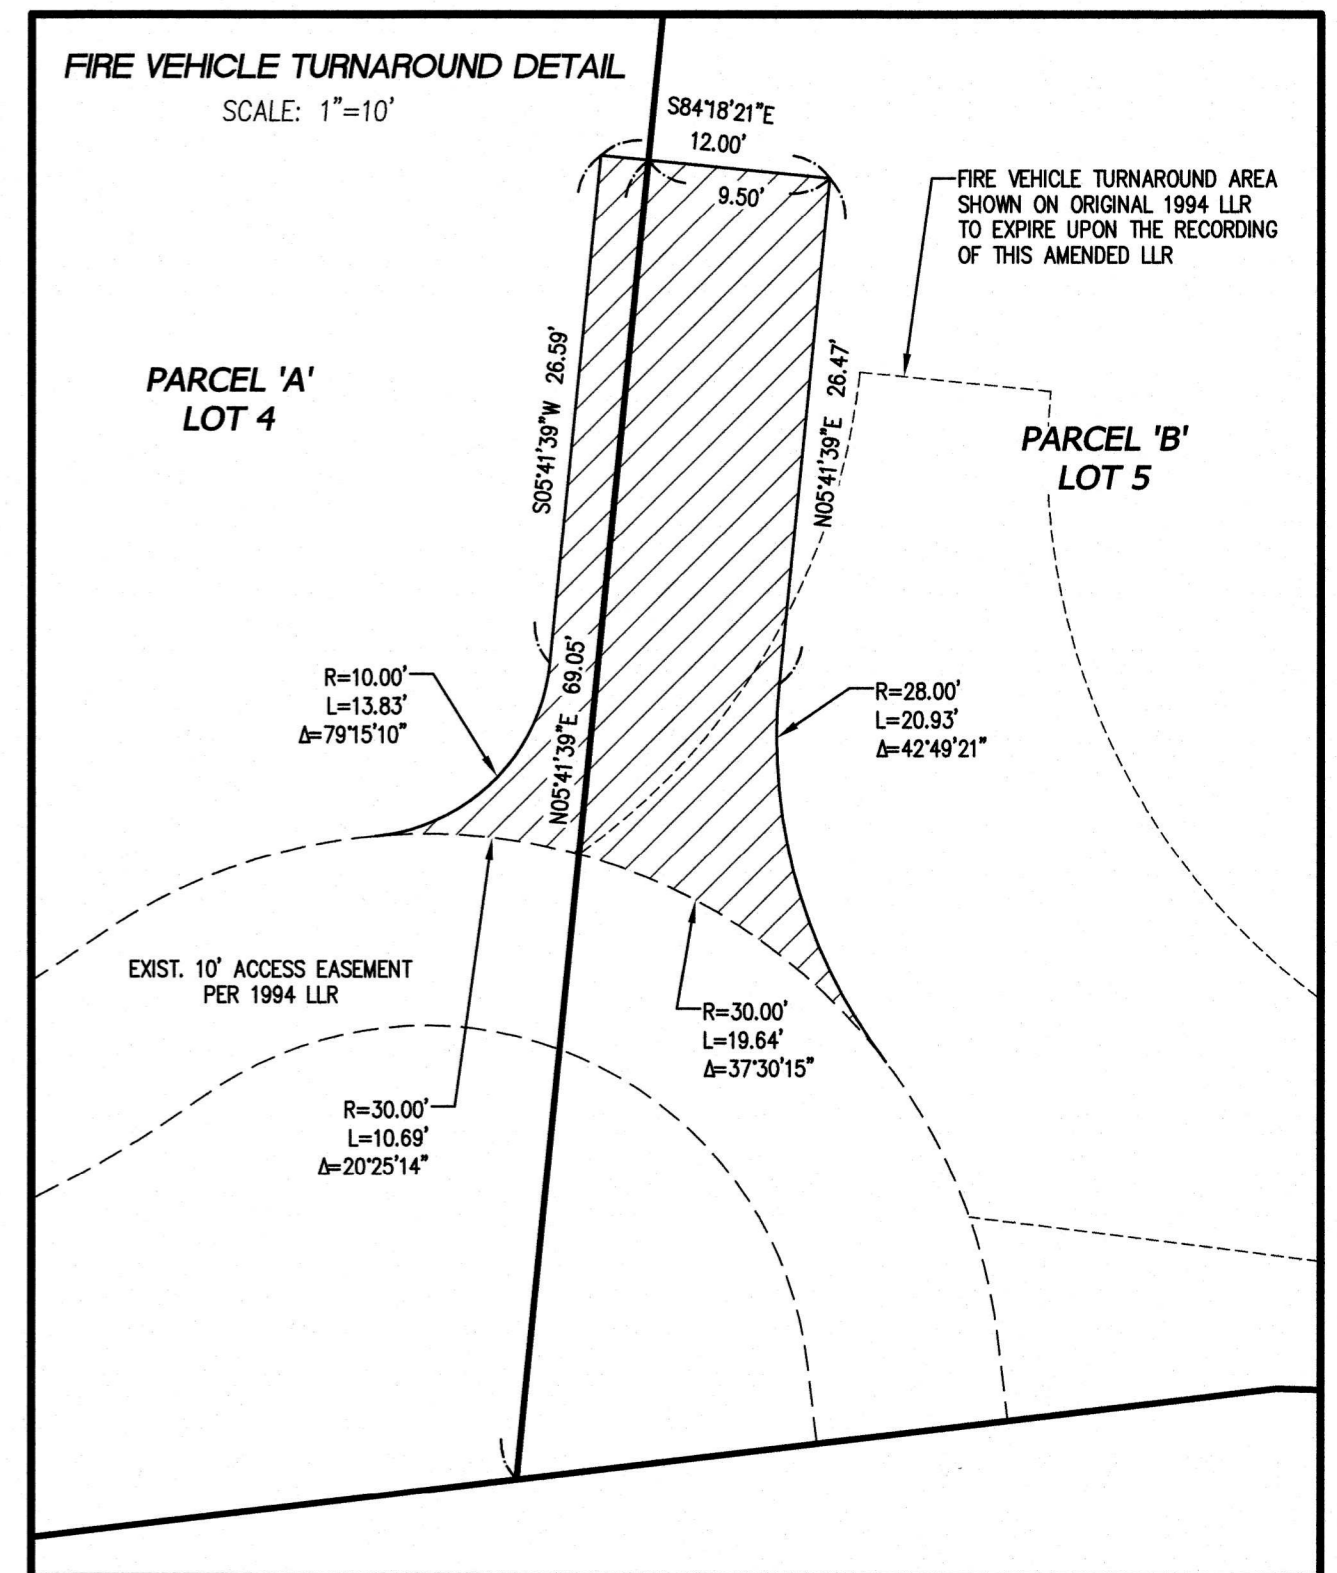 FIRE VEHICLE TURNAROUND DETAIL
SCALE: 1"=10'
S84°18'21"E
12.00'
9.50'
FIRE VEHICLE TURNAROUND AREA
SHOWN ON ORIGINAL 1994 LLR
TO EXPIRE UPON THE RECORDING
OF THIS AMENDED LLR
PARCEL 'A'
LOT 4
S05°41'39"W 26.59'
N05°41'39"E 26.47'
PARCEL 'B'
LOT 5
N05°41'39"E 69.05'
R=10.00'
L=13.83'
Δ=79°15'10"
R=28.00'
L=20.93'
Δ=42°49'21"
EXIST. 10' ACCESS EASEMENT
PER 1994 LLR
R=30.00'
L=19.64'
Δ=37°30'15"
R=30.00'
L=10.69'
Δ=20°25'14"